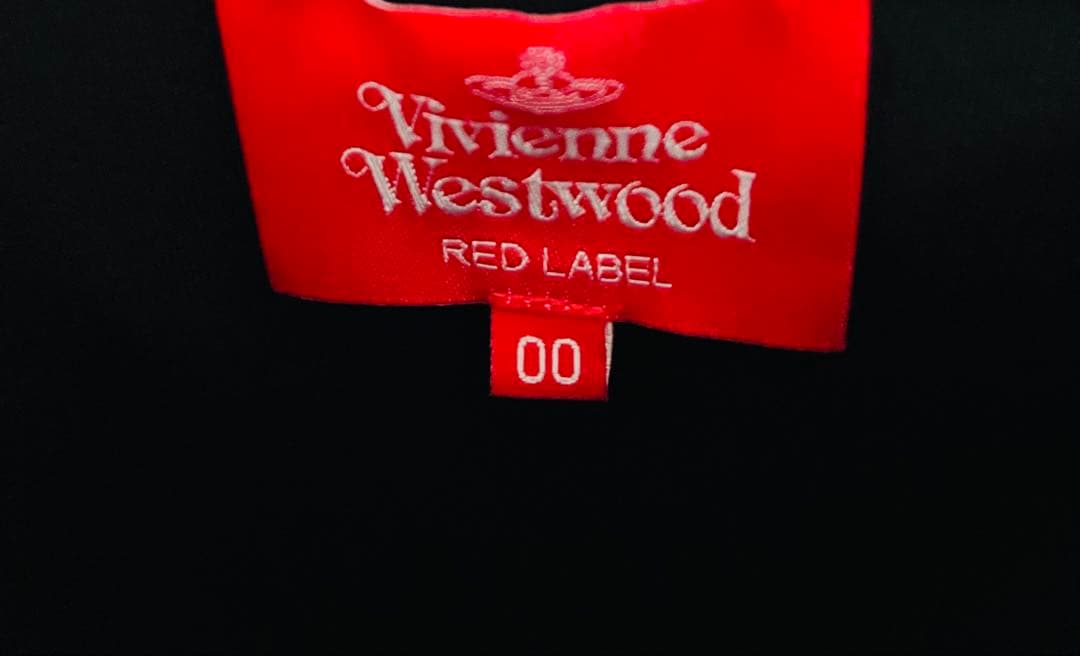 Vivienne
Westwood
RED LABEL
00